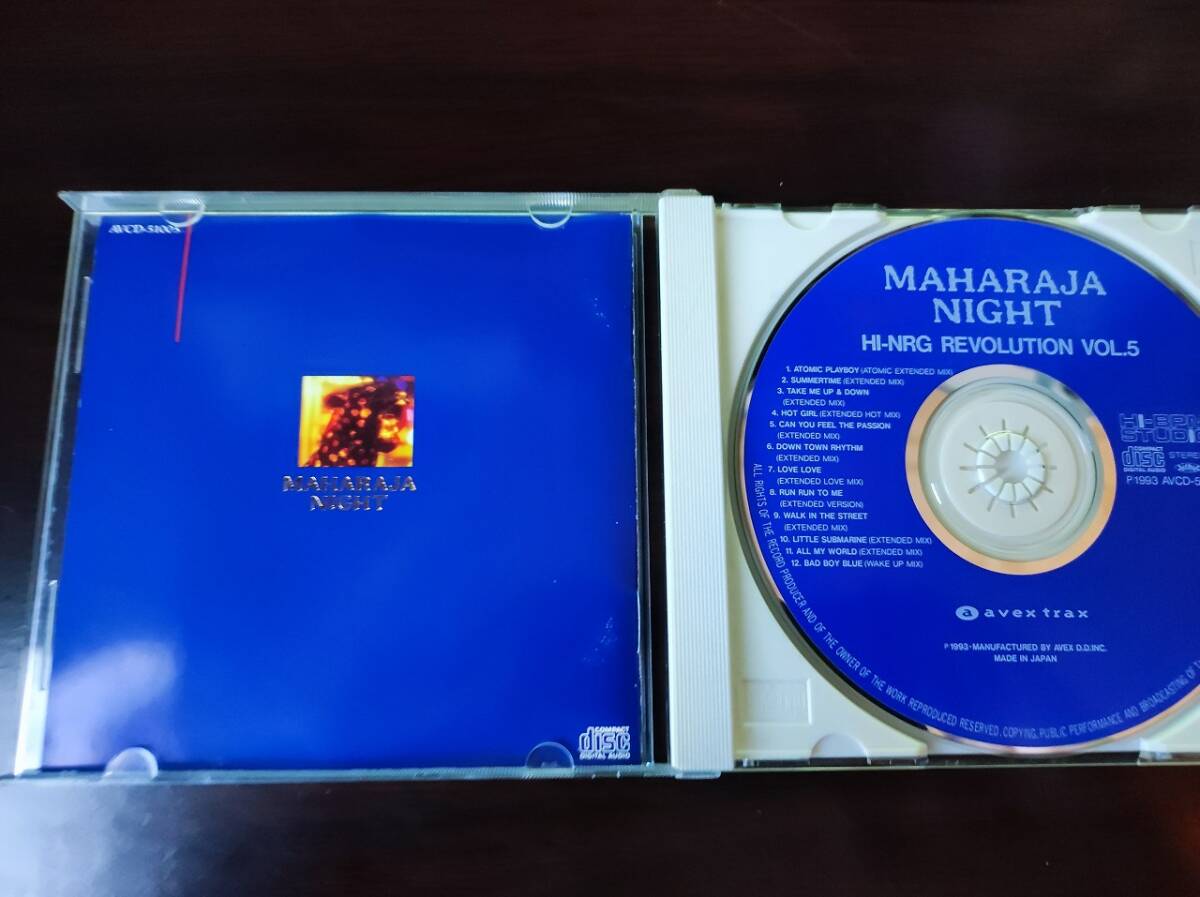 AVCD-51005
MAHARAJA
NIGHT
COMPACT
disc
DIGITAL AUDIO
MAHARAJA
NIGHT
HI-NRG REVOLUTION VOL.5
1. ATOMIC PLAYBOY (ATOMIC EXTENDED MIX)
2. SUMMERTIME (EXTENDED MIX)
3. TAKE ME UP & DOWN
(EXTENDED MIX)
4. HOT GIRL (EXTENDED HOT MIX)
5. CAN YOU FEEL THE PASSION
(EXTENDED MIX)
6. DOWN TOWN RHYTHM
(EXTENDED MIX)
7. LOVE LOVE
(EXTENDED LOVE MIX)
8. RUN RUN TO ME
(EXTENDED VERSION)
9. WALK IN THE STREET
(EXTENDED MIX)
10. LITTLE SUBMARINE (EXTENDED MIX)
11. ALL MY WORLD (EXTENDED MIX)
12. BAD BOY BLUE (WAKE UP MIX)
HI-BPM
STUDIO
COMPACT
disc
DIGITAL AUDIO
STEREO
P1993 AVCD-5
a avex trax
P1993·MANUFACTURED BY AVEX D.D.INC.
MADE IN JAPAN
ALL RIGHTS OF THE RECORD PRODUCER AND OF THE OWNER OF THE WORK REPRODUCED RESERVED. COPYING, PUBLIC PERFORMANCE AND BROADCASTING OF